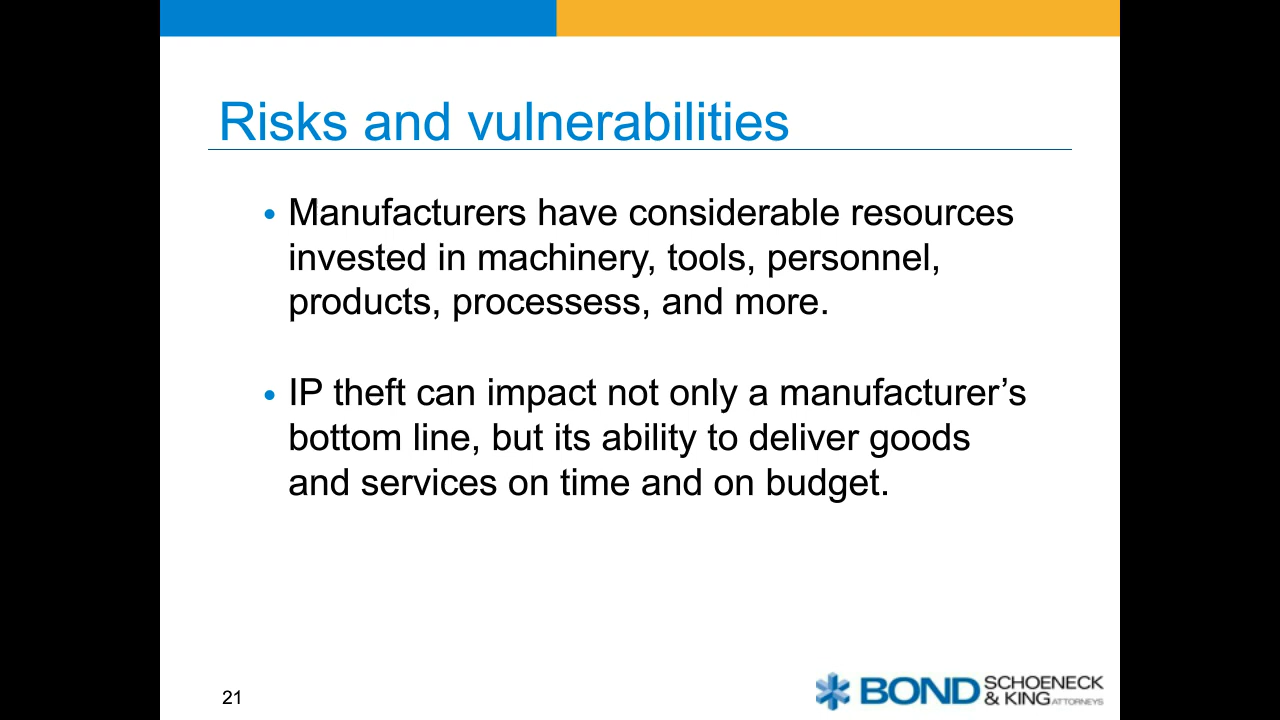 Risks and vulnerabilities
• Manufacturers have considerable resources
invested in machinery, tools, personnel,
products, processess, and more.
• IP theft can impact not only a manufacturer’s
bottom line, but its ability to deliver goods
and services on time and on budget.
21
BOND SCHOENECK
& KING ATTORNEYS